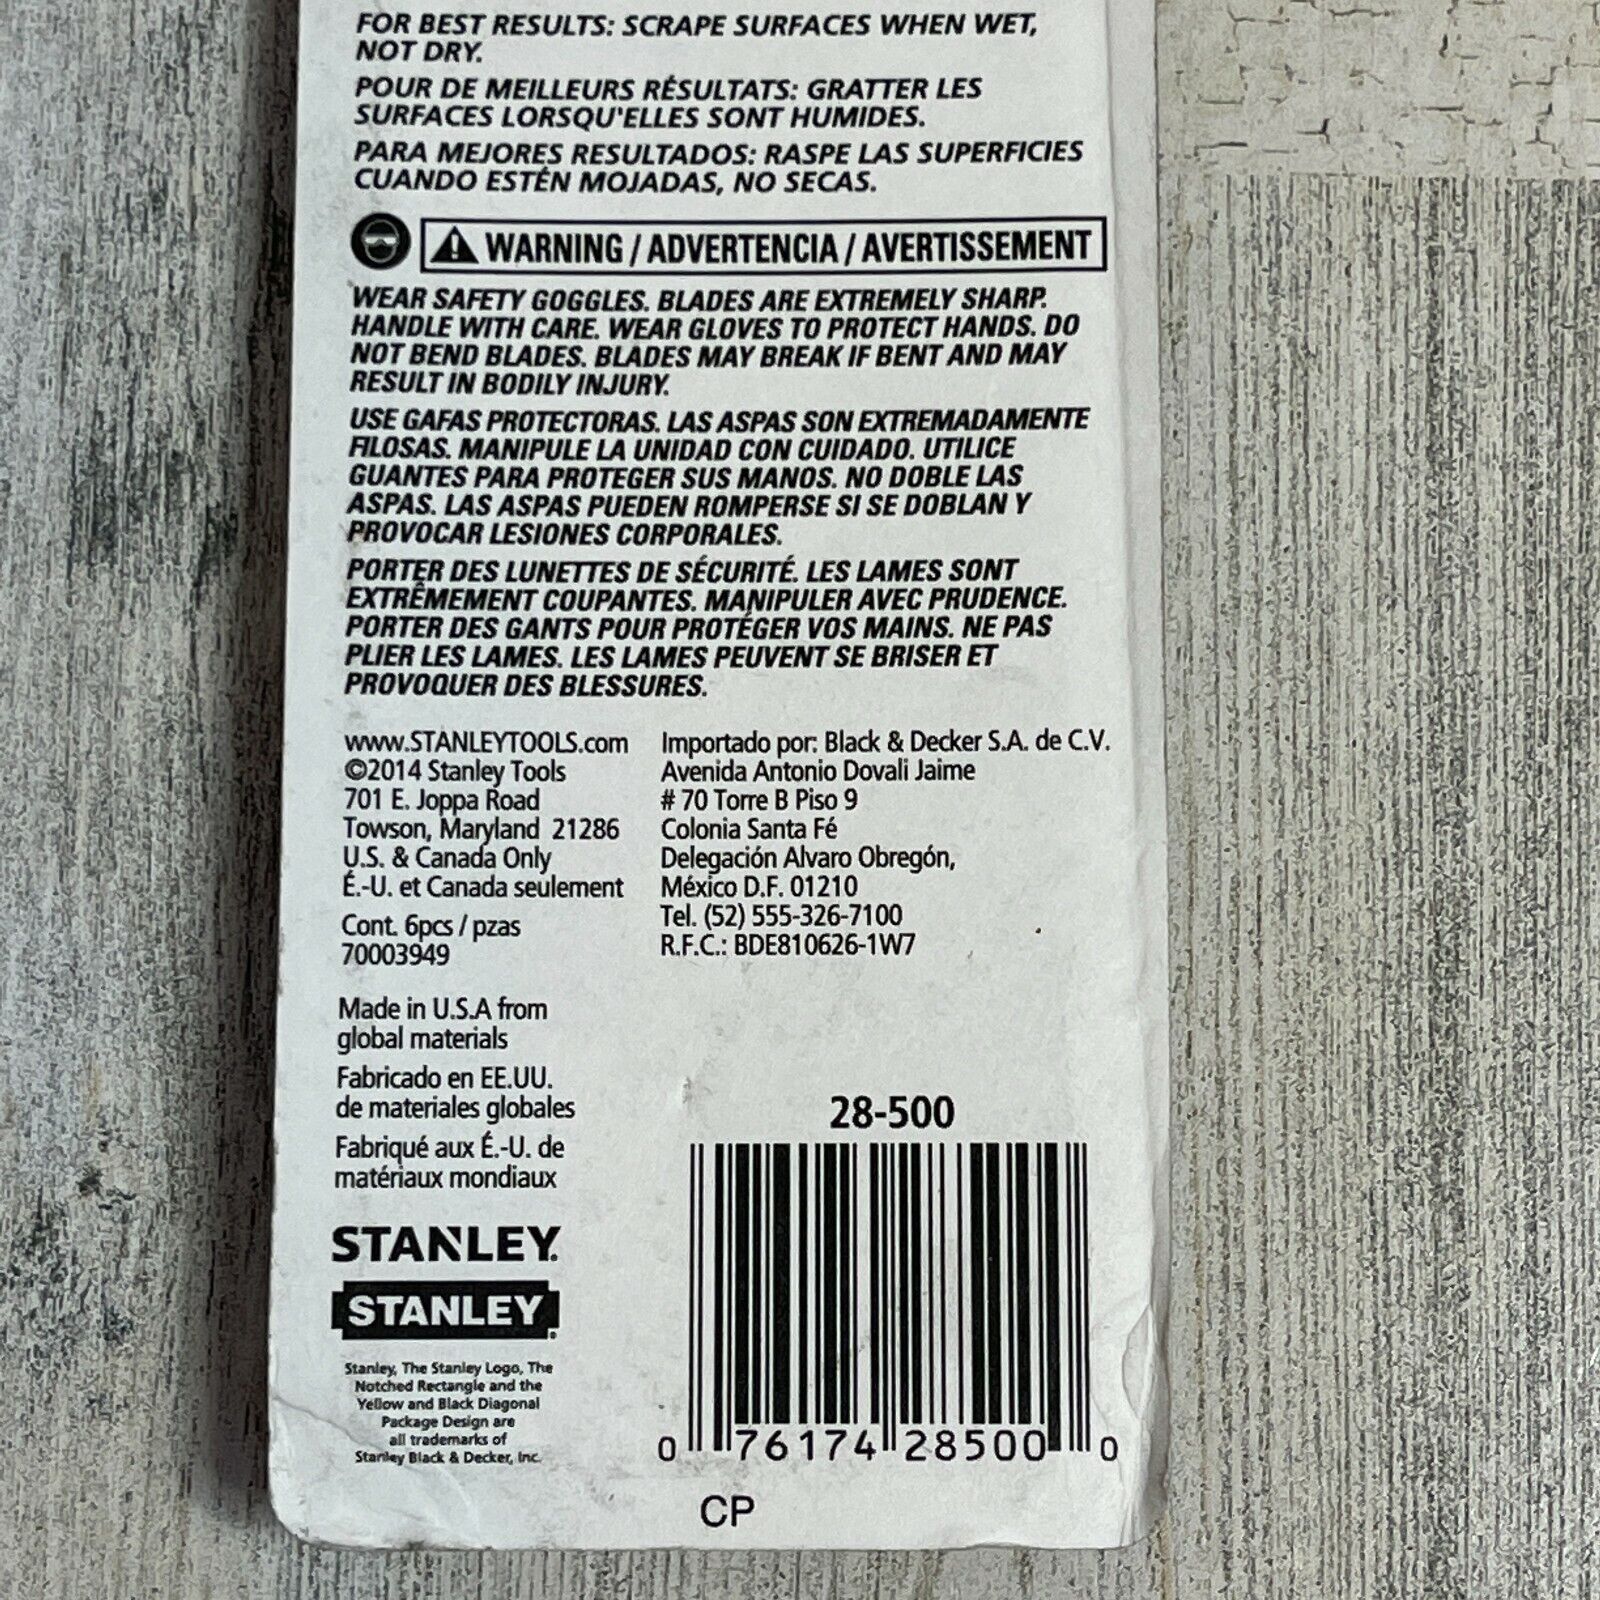 FOR BEST RESULTS: SCRAPE SURFACES WHEN WET,
NOT DRY.
POUR DE MEILLEURS RÉSULTATS: GRATTER LES
SURFACES LORSQU'ELLES SONT HUMIDES.
PARA MEJORES RESULTADOS: RASPE LAS SUPERFICIES
CUANDO ESTÉN MOJADAS, NO SECAS.
WARNING / ADVERTENCIA / AVERTISSEMENT
WEAR SAFETY GOGGLES. BLADES ARE EXTREMELY SHARP.
HANDLE WITH CARE. WEAR GLOVES TO PROTECT HANDS. DO
NOT BEND BLADES. BLADES MAY BREAK IF BENT AND MAY
RESULT IN BODILY INJURY.
USE GAFAS PROTECTORAS. LAS ASPAS SON EXTREMADAMENTE
FILOSAS. MANIPULE LA UNIDAD CON CUIDADO. UTILICE
GUANTES PARA PROTEGER SUS MANOS. NO DOBLE LAS
ASPAS. LAS ASPAS PUEDEN ROMPERSE SI SE DOBLAN Y
PROVOCAR LESIONES CORPORALES.
PORTER DES LUNETTES DE SÉCURITÉ. LES LAMES SONT
EXTRÊMEMENT COUPANTES. MANIPULER AVEC PRUDENCE.
PORTER DES GANTS POUR PROTÉGER VOS MAINS. NE PAS
PLIER LES LAMES. LES LAMES PEUVENT SE BRISER ET
PROVOQUER DES BLESSURES.
www.STANLEYTOOLS.com
©2014 Stanley Tools
701 E. Joppa Road
Towson, Maryland 21286
U.S. & Canada Only
É.-U. et Canada seulement
Cont. 6pcs / pzas
70003949
Importado por: Black & Decker S.A. de C.V.
Avenida Antonio Dovali Jaime
# 70 Torre B Piso 9
Colonia Santa Fé
Delegación Alvaro Obregón,
México D.F. 01210
Tel. (52) 555-326-7100
R.F.C.: BDE810626-1W7
Made in U.S.A from
global materials
Fabricado en EE.UU.
de materiales globales
Fabriqué aux É.-U. de
matériaux mondiaux
STANLEY.
STANLEY.
Stanley, The Stanley Logo, The
Notched Rectangle and the
Yellow and Black Diagonal
Package Design are
all trademarks of
Stanley Black & Decker, Inc.
28-500
0 76174 28500 0
CP